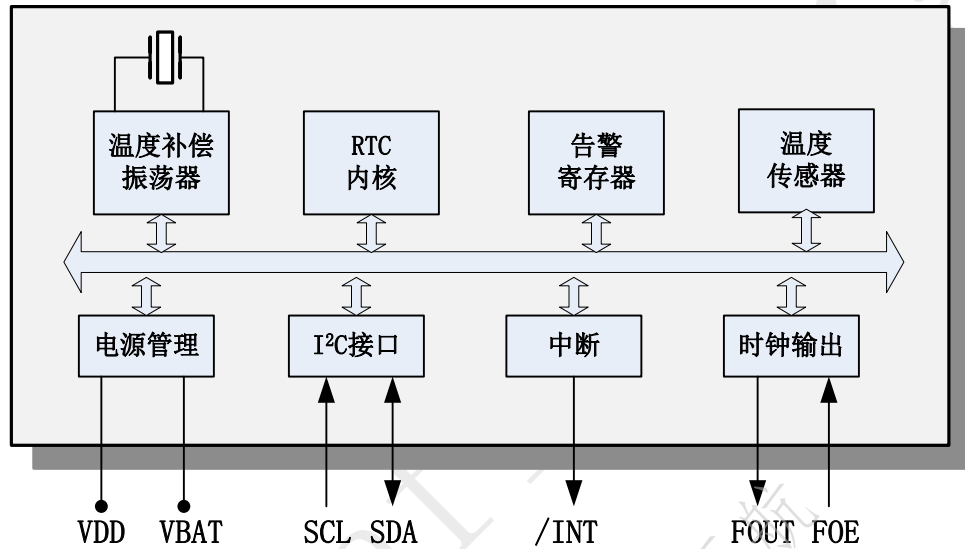 温度补偿
振荡器
RTC
内核
告警
寄存器
温度
传感器
电源管理
I²C接口
中断
时钟输出
VDD VBAT SCL SDA /INT FOUT FOE